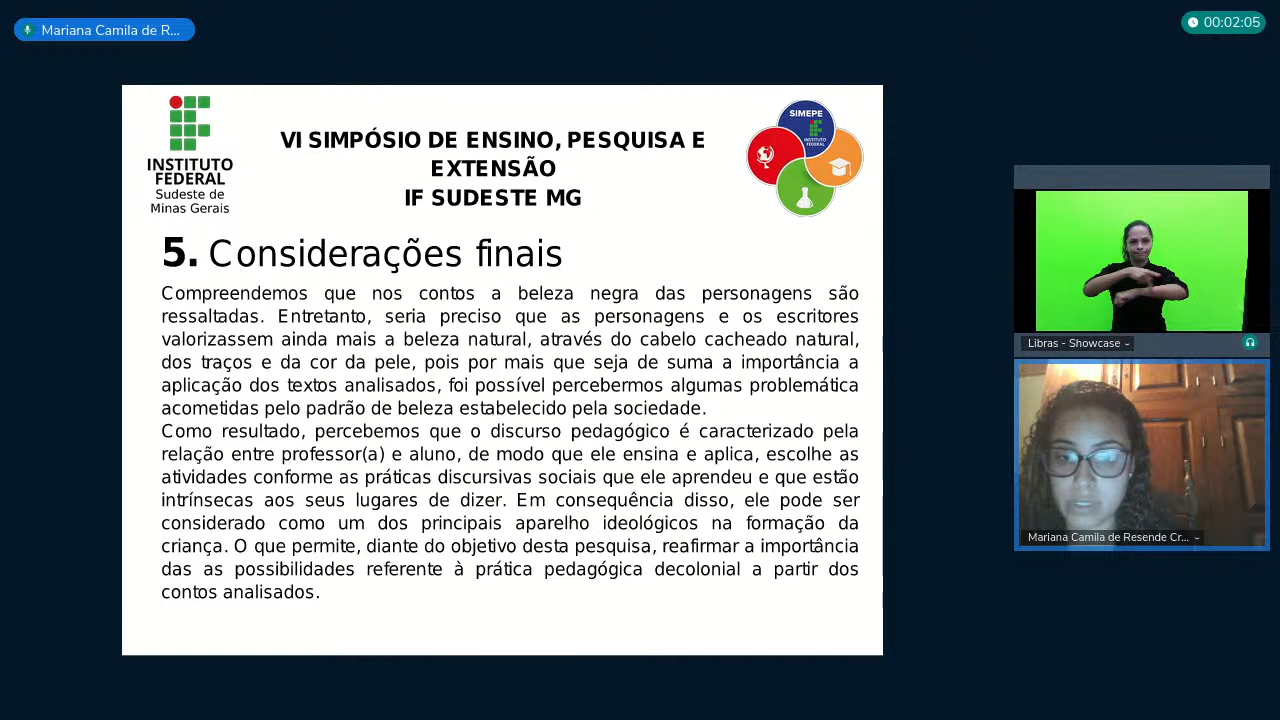 Mariana Camila de R...
00:02:05
INSTITUTO
FEDERAL
Sudeste de
Minas Gerais
VI SIMPÓSIO DE ENSINO, PESQUISA E
EXTENSÃO
IF SUDESTE MG
SIMEPE
INSTITUTO
FEDERAL
5. Considerações finais
Compreendemos que nos contos a beleza negra das personagens são
ressaltadas. Entretanto, seria preciso que as personagens e os escritores
valorizassem ainda mais a beleza natural, através do cabelo cacheado natural,
dos traços e da cor da pele, pois por mais que seja de suma a importância a
aplicação dos textos analisados, foi possível percebermos algumas problemática
acometidas pelo padrão de beleza estabelecido pela sociedade.
Como resultado, percebemos que o discurso pedagógico é caracterizado pela
relação entre professor(a) e aluno, de modo que ele ensina e aplica, escolhe as
atividades conforme as práticas discursivas sociais que ele aprendeu e que estão
intrínsecas aos seus lugares de dizer. Em consequência disso, ele pode ser
considerado como um dos principais aparelho ideológicos na formação da
criança. O que permite, diante do objetivo desta pesquisa, reafirmar a importância
das as possibilidades referente à prática pedagógica decolonial a partir dos
contos analisados.
Libras - Showcase
Mariana Camila de Resende Cr...